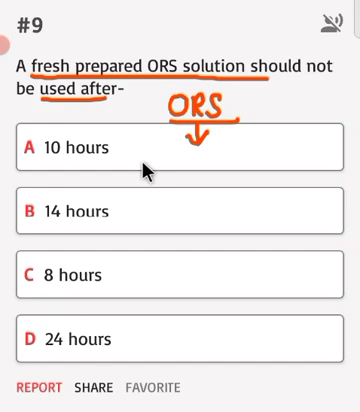 #9
A fresh prepared ORS solution should not
be used after-
ORS
A 10 hours
B 14 hours
C 8 hours
D 24 hours
REPORT SHARE FAVORITE